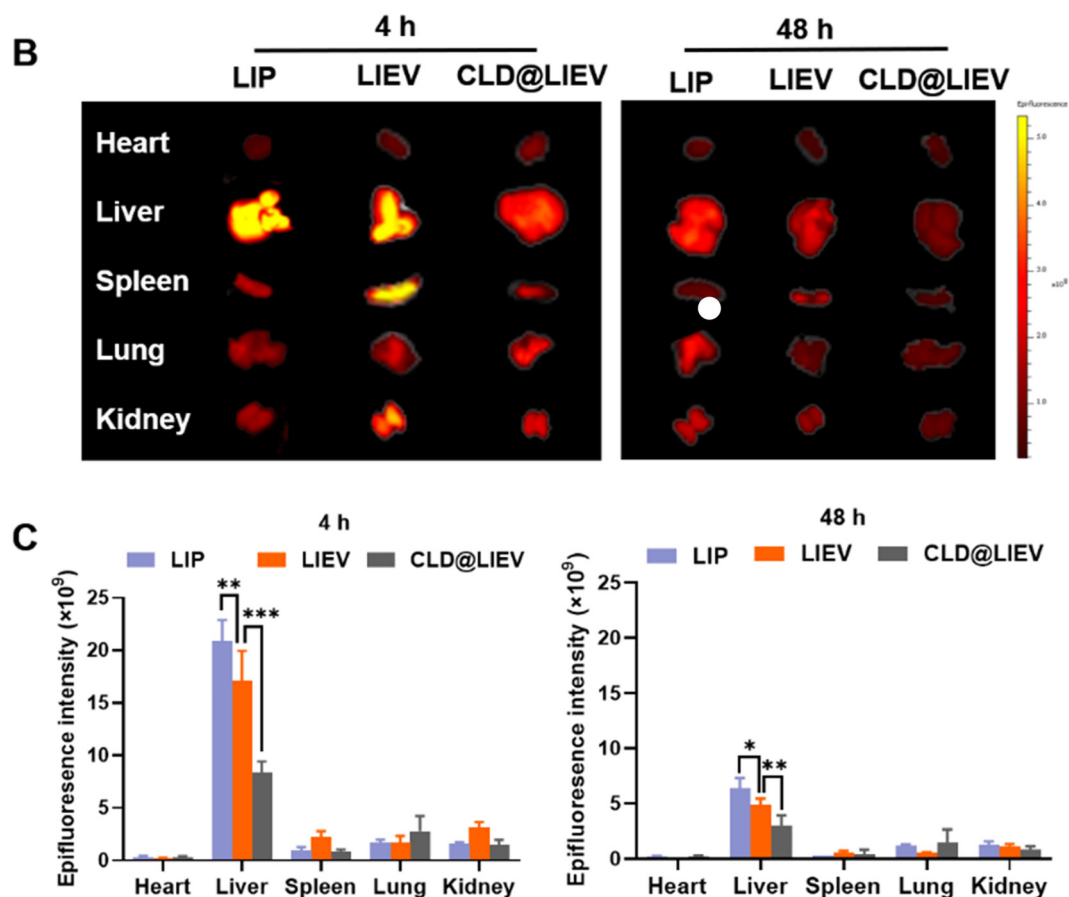 B
4 h
48 h
LIP LIEV CLD@LIEV
LIP LIEV CLD@LIEV
Heart
Liver
Spleen
Lung
Kidney
Epifluorescence
5.0
4.0
3.0
×10⁸
2.0
1.0
C
4 h
LIP LIEV CLD@LIEV
Epifluoresence intensity (×10⁹)
25
20
15
10
5
0
** ***
Heart Liver Spleen Lung Kidney
48 h
LIP LIEV CLD@LIEV
Epifluoresence intensity (×10⁹)
25
20
15
10
5
0
* **
Heart Liver Spleen Lung Kidney